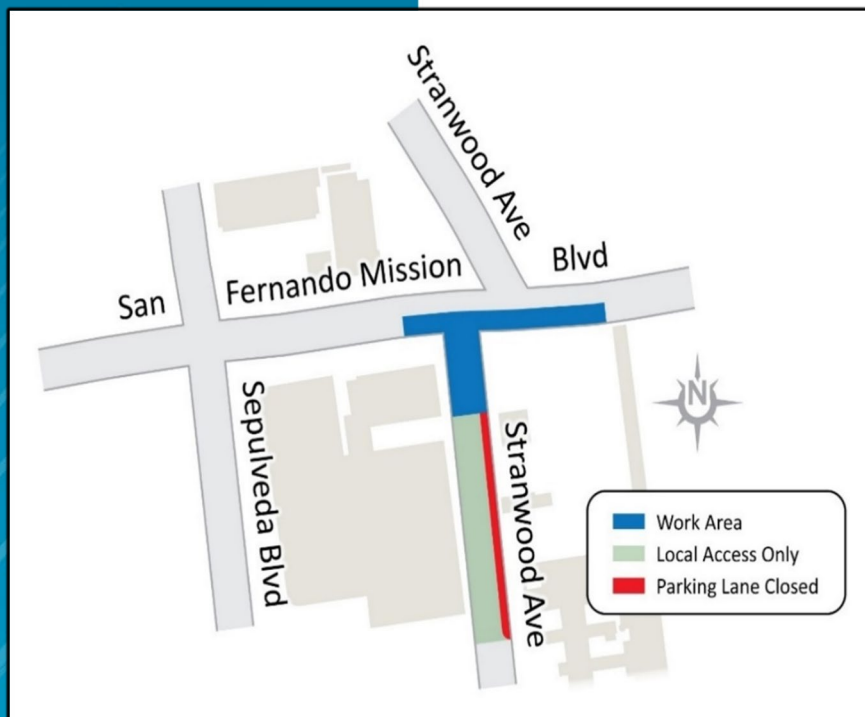 Stranwood Ave
San
Fernando Mission
Blvd
Sepulveda Blvd
Stranwood Ave
N
Work Area
Local Access Only
Parking Lane Closed